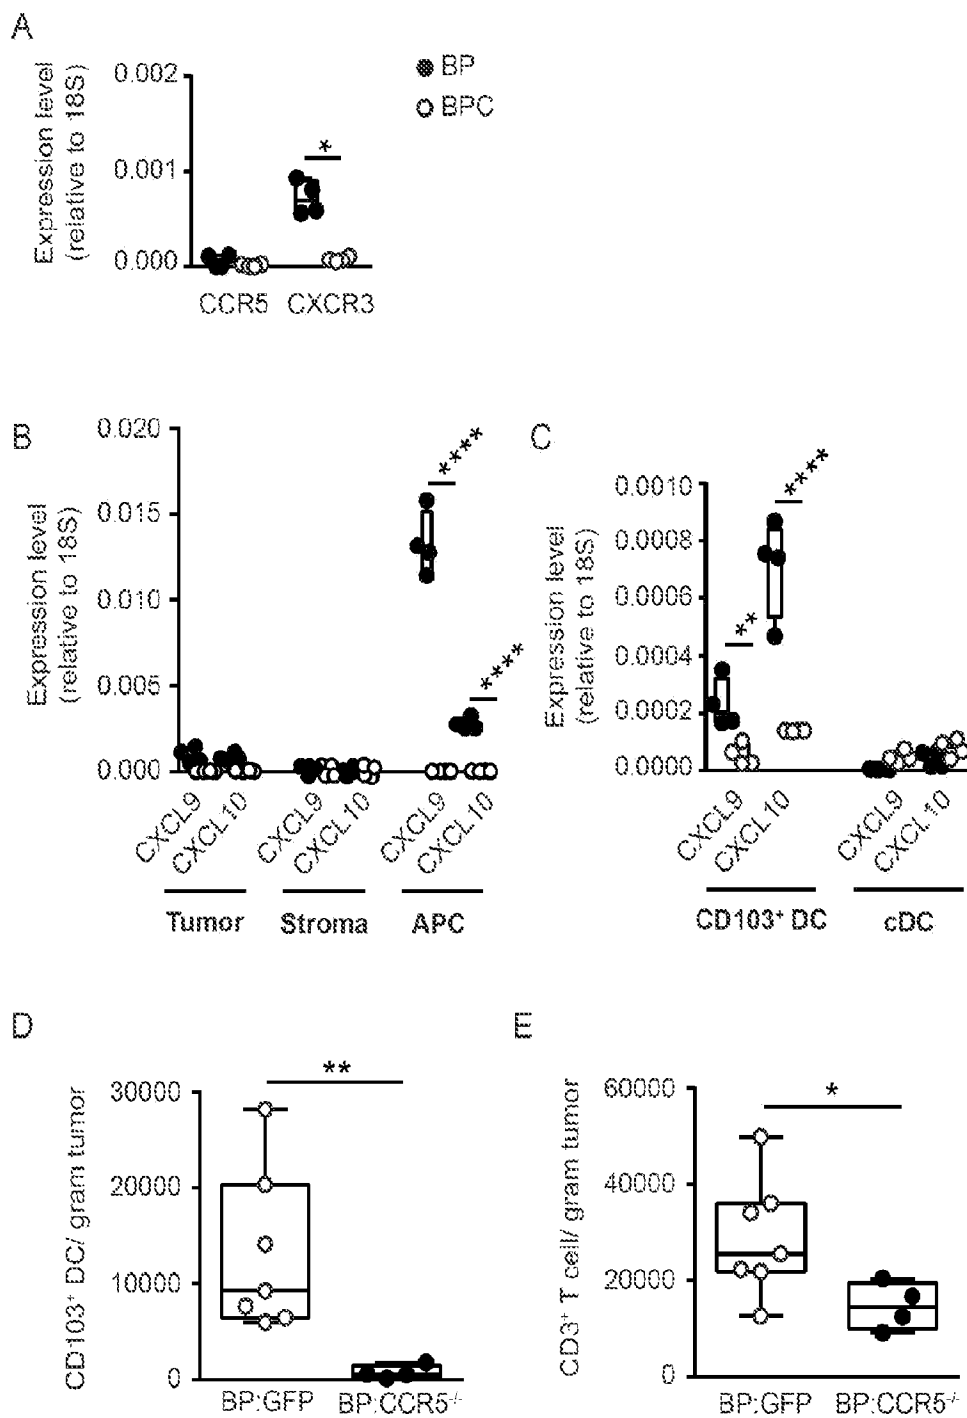 A
Expression level
(relative to 18S)
0.002
0.001
0.000
BP
BPC
*
CCR5 CXCR3
B
Expression level
(relative to 18S)
0.020
0.015
0.010
0.005
0.000
****
****
CXCL9
CXCL10
CXCL9
CXCL10
CXCL9
CXCL10
Tumor Stroma APC
C
Expression level
(relative to 18S)
0.0010
0.0008
0.0006
0.0004
0.0002
0.0000
**
****
CXCL9
CXCL10
CXCL9
CXCL10
CD103⁺ DC cDC
D
CD103⁺ DC/ gram tumor
30000
20000
10000
0
**
BP:GFP BP:CCR5⁻/⁻
E
CD3⁺ T cell/ gram tumor
60000
40000
20000
0
*
BP:GFP BP:CCR5⁻/⁻